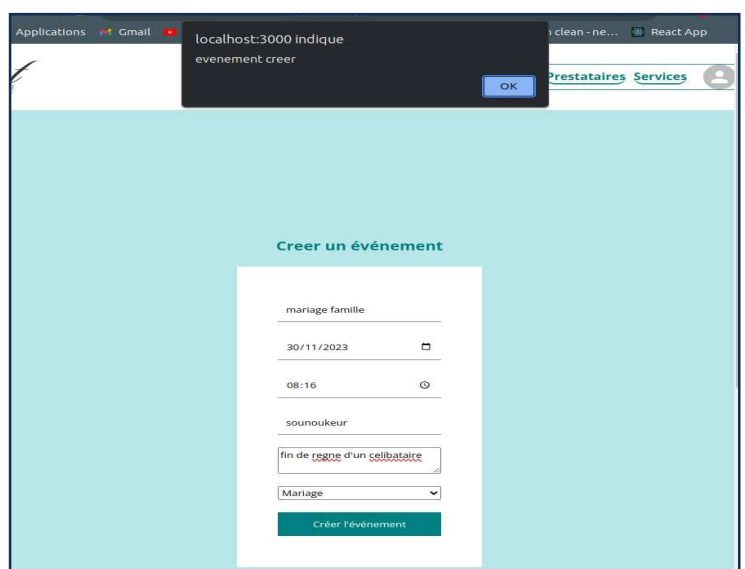 Applications Gmail
clean - ne... React App
localhost:3000 indique
evenement creer
OK
Prestataires Services
Creer un événement
mariage famille
30/11/2023
08:16
sounoukeur
fin de regne d'un celibataire
Mariage
Créer l'événement